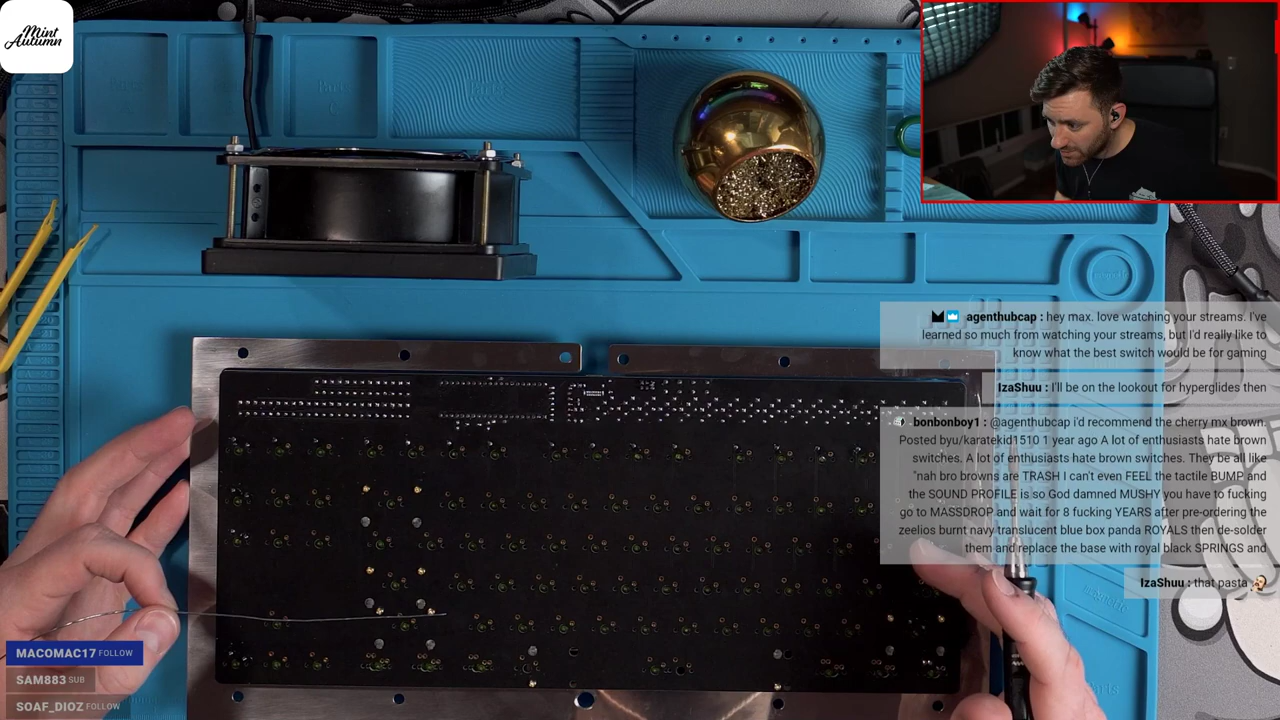 Mint
Autumn
agenthubcap : hey max. love watching your streams. I've
learned so much from watching your streams, but I'd really like to
know what the best switch would be for gaming
IzaShuu : I'll be on the lookout for hyperglides then
bonbonboy1 : @agenthubcap i'd recommend the cherry mx brown.
Posted byu/karatekid1510 1 year ago A lot of enthusiasts hate brown
switches. A lot of enthusiasts hate brown switches. They be all like
"nah bro browns are TRASH I can't even FEEL the tactile BUMP and
the SOUND PROFILE is so God damned MUSHY you have to fucking
go to MASSDROP and wait for 8 fucking YEARS after pre-ordering the
zeelios burnt navy translucent blue box panda ROYALS then de-solder
them and replace the base with royal black SPRINGS and
IzaShuu : that pasta
MACOMAC17 FOLLOW
SAM883 SUB
SOAF_DIOZ FOLLOW